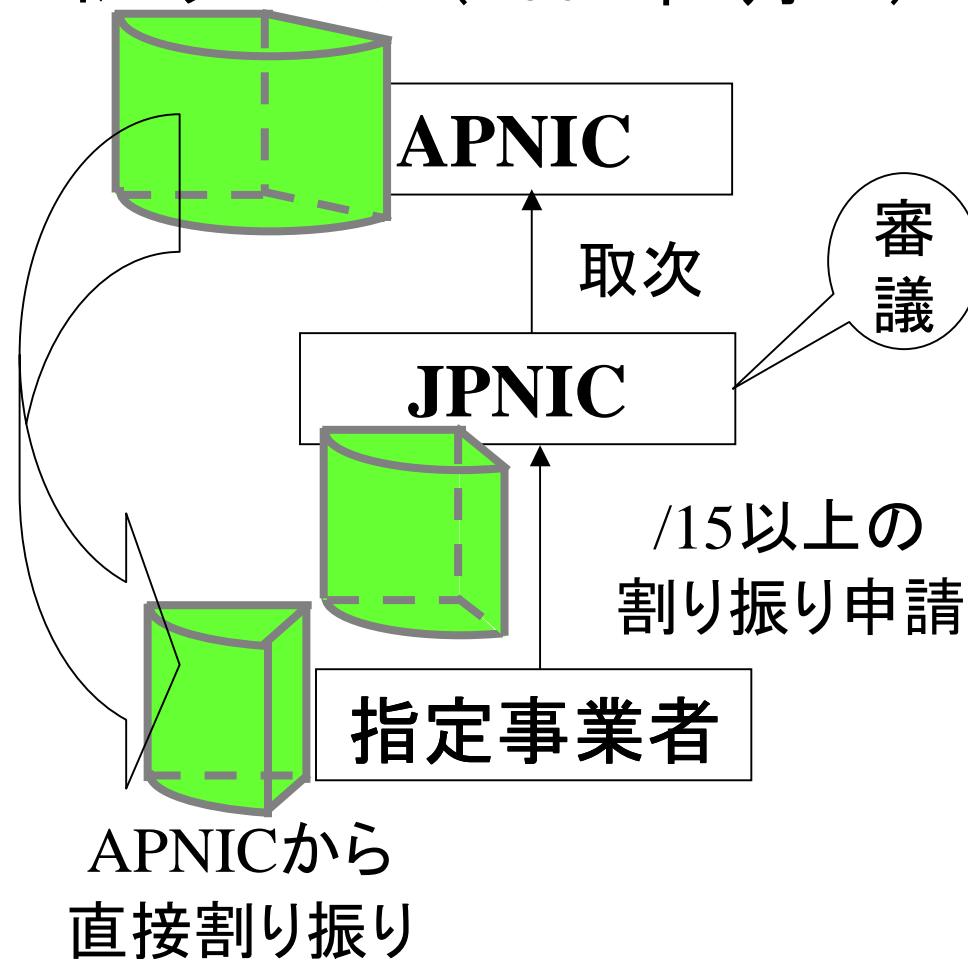 APNIC
取次
審
議
JPNIC
/15以上の
割り振り申請
指定事業者
APNICから
直接割り振り